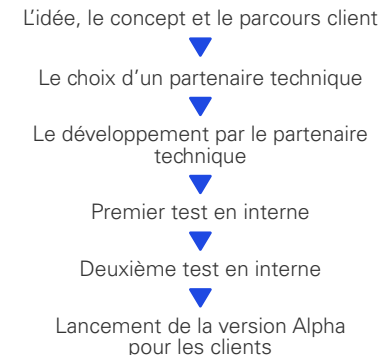 L’idée, le concept et le parcours client
Le choix d’un partenaire technique
Le développement par le partenaire
technique
Premier test en interne
Deuxième test en interne
Lancement de la version Alpha
pour les clients